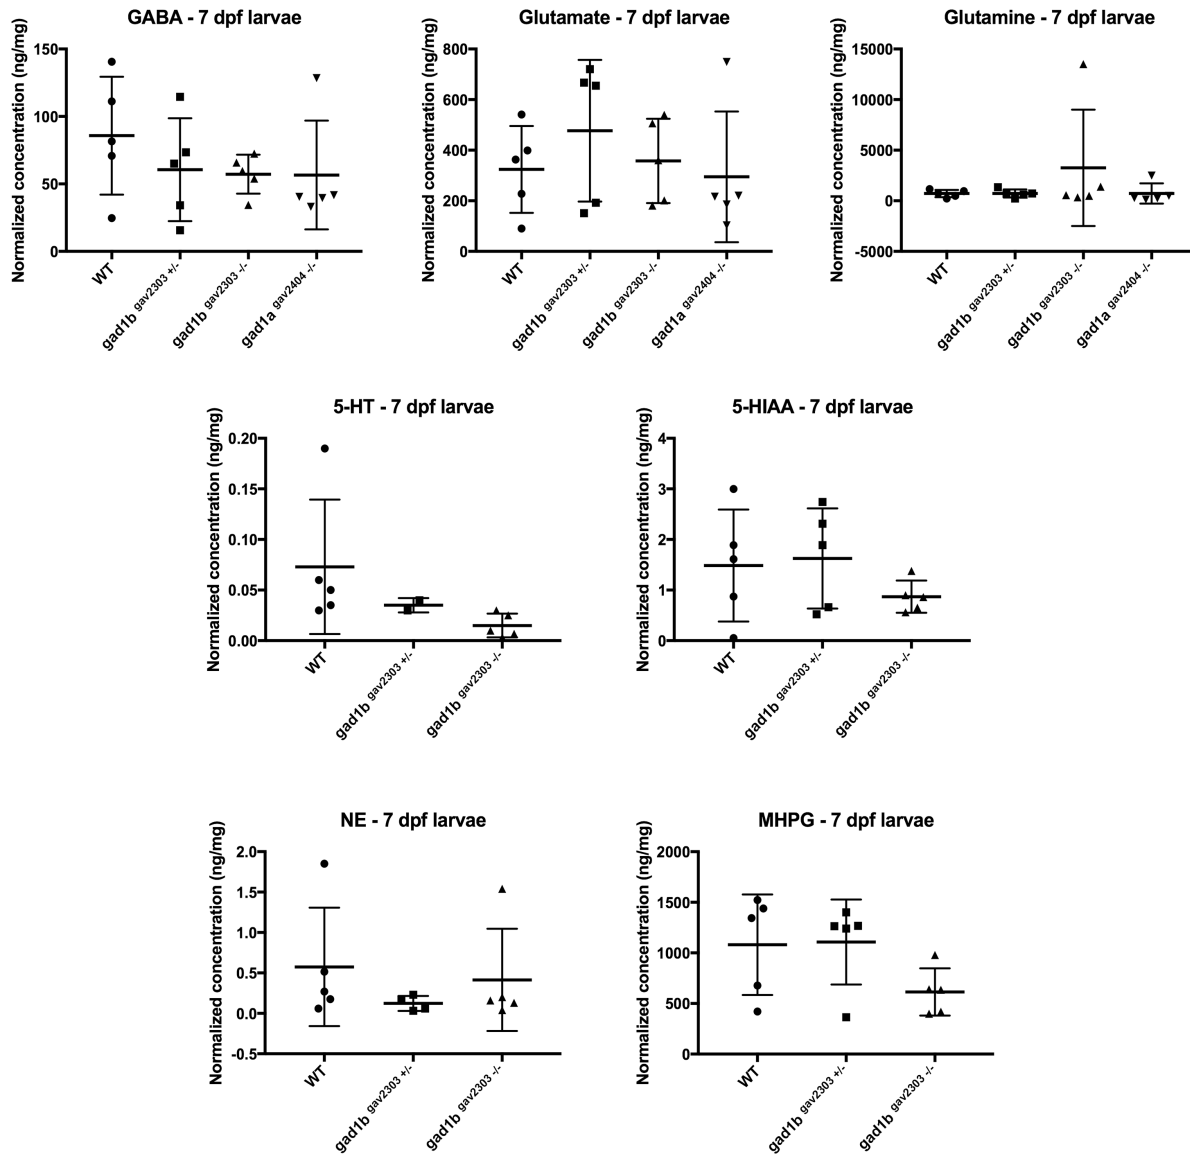 GABA - 7 dpf larvae
Normalized concentration (ng/mg)
150
100
50
0
WT
gad1b gav2303 +/-
gad1b gav2303 -/-
gad1a gav2404 -/-
Glutamate - 7 dpf larvae
Normalized concentration (ng/mg)
800
600
400
200
0
WT
gad1b gav2303 +/-
gad1b gav2303 -/-
gad1a gav2404 -/-
Glutamine - 7 dpf larvae
Normalized concentration (ng/mg)
15000
10000
5000
0
-5000
WT
gad1b gav2303 +/-
gad1b gav2303 -/-
gad1a gav2404 -/-
5-HT - 7 dpf larvae
Normalized concentration (ng/mg)
0.20
0.15
0.10
0.05
0.00
WT
gad1b gav2303 +/-
gad1b gav2303 -/-
5-HIAA - 7 dpf larvae
Normalized concentration (ng/mg)
4
3
2
1
0
WT
gad1b gav2303 +/-
gad1b gav2303 -/-
NE - 7 dpf larvae
Normalized concentration (ng/mg)
2.0
1.5
1.0
0.5
0.0
-0.5
WT
gad1b gav2303 +/-
gad1b gav2303 -/-
MHPG - 7 dpf larvae
Normalized concentration (ng/mg)
2000
1500
1000
500
0
WT
gad1b gav2303 +/-
gad1b gav2303 -/-